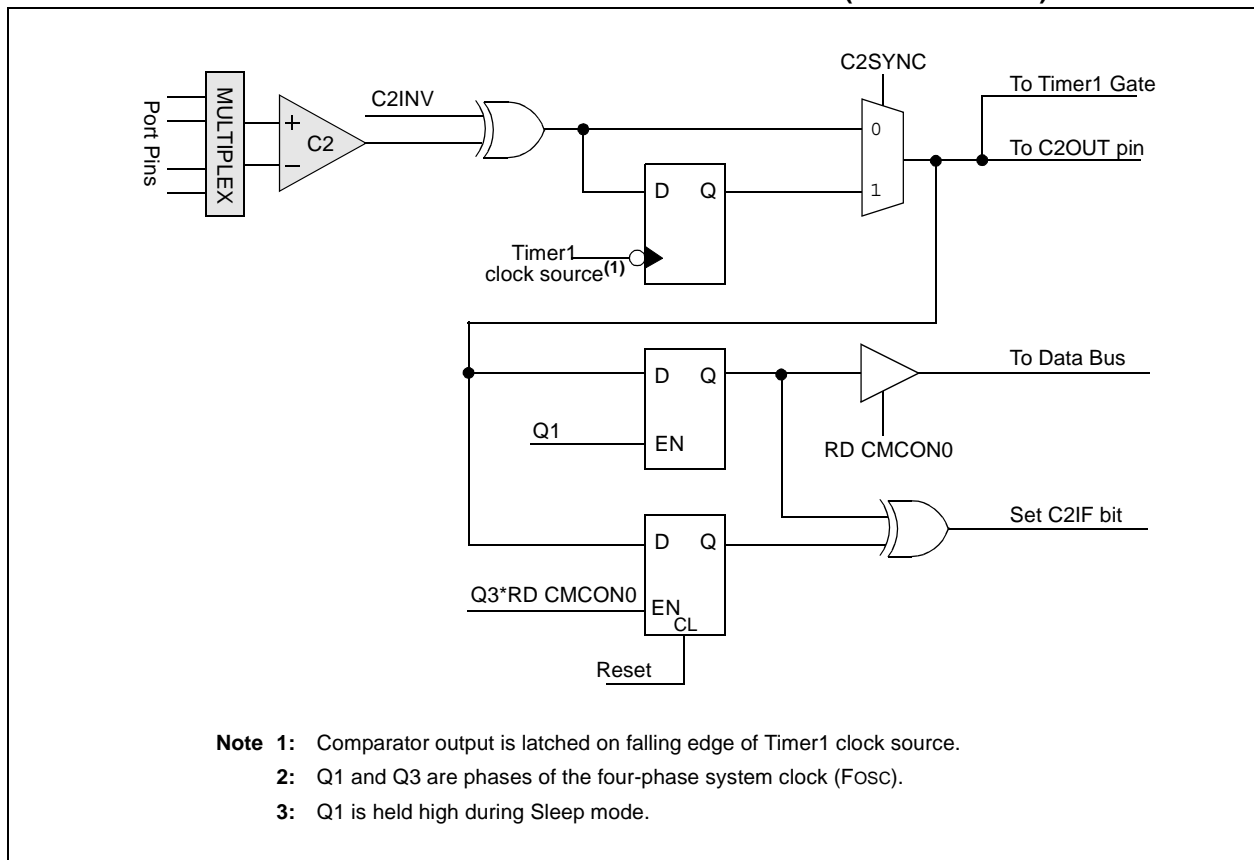 C2SYNC
To Timer1 Gate
C2INV
MULTIPLEX
Port Pins
+
C2
−
0
To C2OUT pin
D Q
1
Timer1
clock source(1)
D Q
To Data Bus
Q1
EN
RD CMCON0
Set C2IF bit
D Q
Q3*RD CMCON0
EN
CL
Reset
Note 1: Comparator output is latched on falling edge of Timer1 clock source.
2: Q1 and Q3 are phases of the four-phase system clock (FOSC).
3: Q1 is held high during Sleep mode.